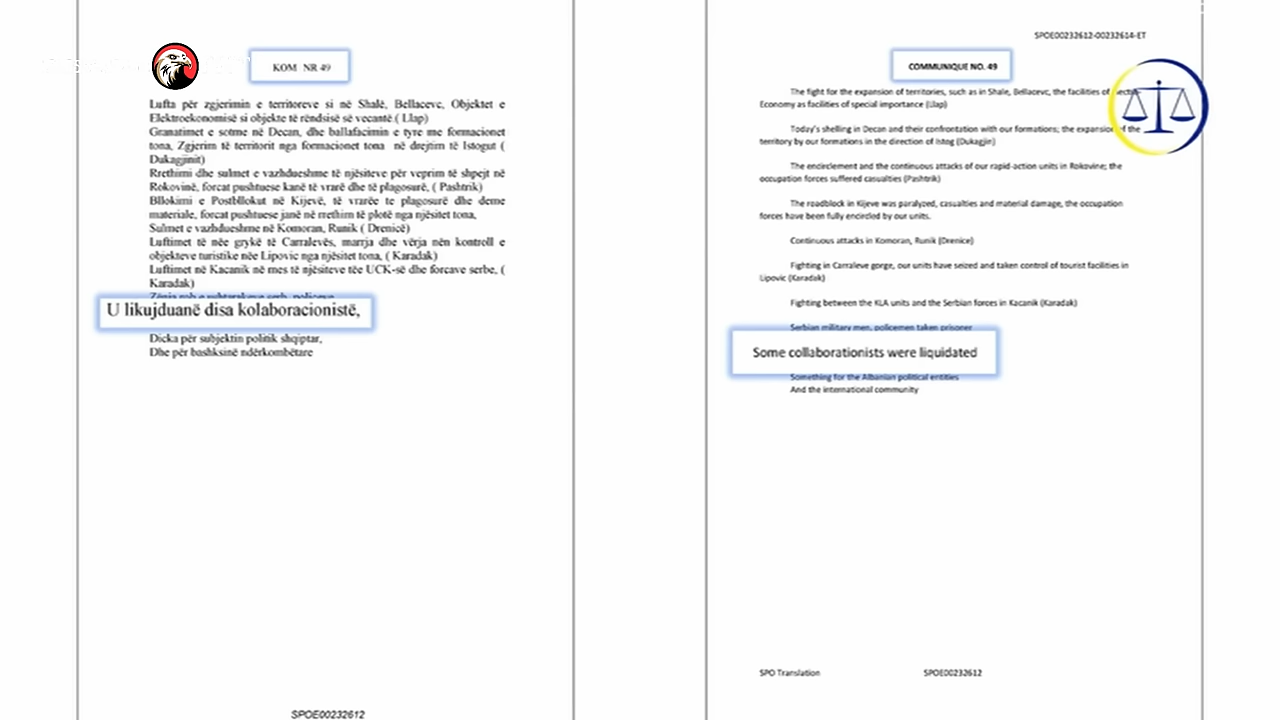 KOM NR 49
Lufta për zgjerimin e territoreve si në Shalë, Bellacevc, Objektet e
Elektroekonomisë si objekte të rëndsisë së vecantë.( Llap)
Granatimet e sotme në Decan, dhe ballafacimin e tyre me formacionet
tona, Zgjerim të territorit nga formacionet tona në drejtim të Istogut (
Dukagjinit)
Rrethimi dhe sulmet e vazhdueshme të njësiteve për veprim të shpejt në
Rokovinë, forcat pushtuese kanë të vrarë dhe të plagosurë, ( Pashtrik)
Bllokimi e Postbllokut në Kijevë, të vrarëe te plagosurë dhe deme
materiale, forcat pushtuese janë në rrethim të plotë nga njësitet tona,
Sulmet e vazhdueshme në Komoran, Runik ( Drenicë)
Luftimet të nëe grykë të Carralevës, marrja dhe vërja nën kontroll e
objekteve turistike nëe Lipovic nga njësitet tona, ( Karadak)
Luftimet në Kacanik në mes të njësiteve tëe UCK-së dhe forcave serbe, (
Karadak)
U likujduanë disa kolaboracionistë,
Dicka për subjektin politik shqiptar,
Dhe për bashksinë ndërkombëtare
SPOE00232612
SPOE00232612-00232614-ET
COMMUNIQUE NO. 49
The fight for the expansion of territories, such as in Shale, Bellacevc, the facilities of
Economy as facilities of special importance (Llap)
Today's shelling in Decan and their confrontation with our formations; the expansion of the
territory by our formations in the direction of Istog (Dukagjin)
The encirclement and the continuous attacks of our rapid-action units in Rokovine; the
occupation forces suffered casualties (Pashtrik)
The roadblock in Kijeve was paralyzed, casualties and material damage, the occupation
forces have been fully encircled by our units.
Continuous attacks in Komoran, Runik (Drenice)
Fighting in Carraleve gorge, our units have seized and taken control of tourist facilities in
Lipovic (Karadak)
Fighting between the KLA units and the Serbian forces in Kacanik (Karadak)
Serbian military men, policemen taken prisoner
Some collaborationists were liquidated
Something for the Albanian political entities
And the international community
SPO Translation SPOE00232612